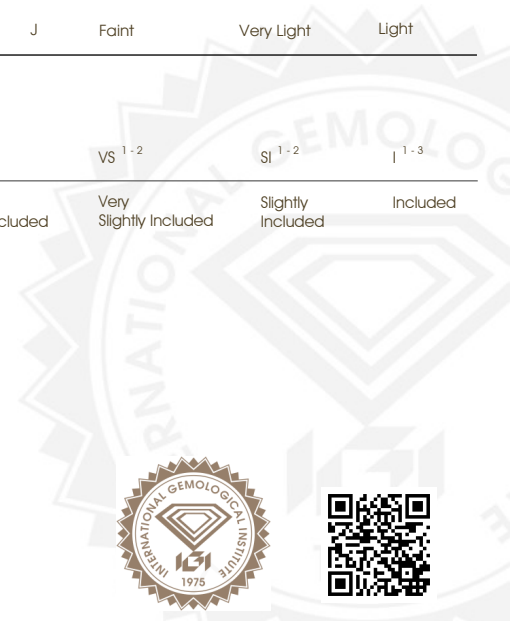 J Faint Very Light Light
VS 1 - 2 SI 1 - 2 I 1 - 3
cluded Very Slightly Included
Slightly Included
Included
INTERNATIONAL GEMOLOGICAL INSTITUTE
IGI
1975